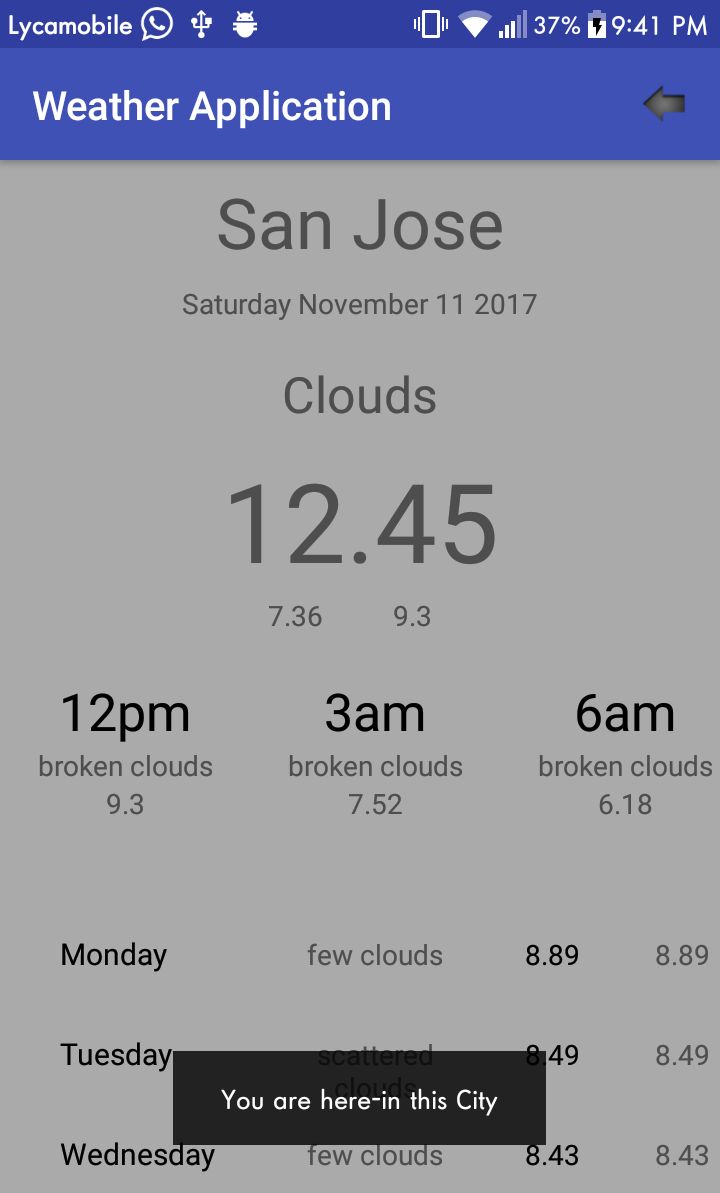 Lycamobile 37% 9:41 PM
Weather Application
San Jose
Saturday November 11 2017
Clouds
12.45
7.36 9.3
12pm 3am 6am
broken clouds broken clouds broken clouds
9.3 7.52 6.18
Monday few clouds 8.89 8.89
Tuesday scattered clouds 8.49 8.49
You are here-in this City
Wednesday few clouds 8.43 8.43